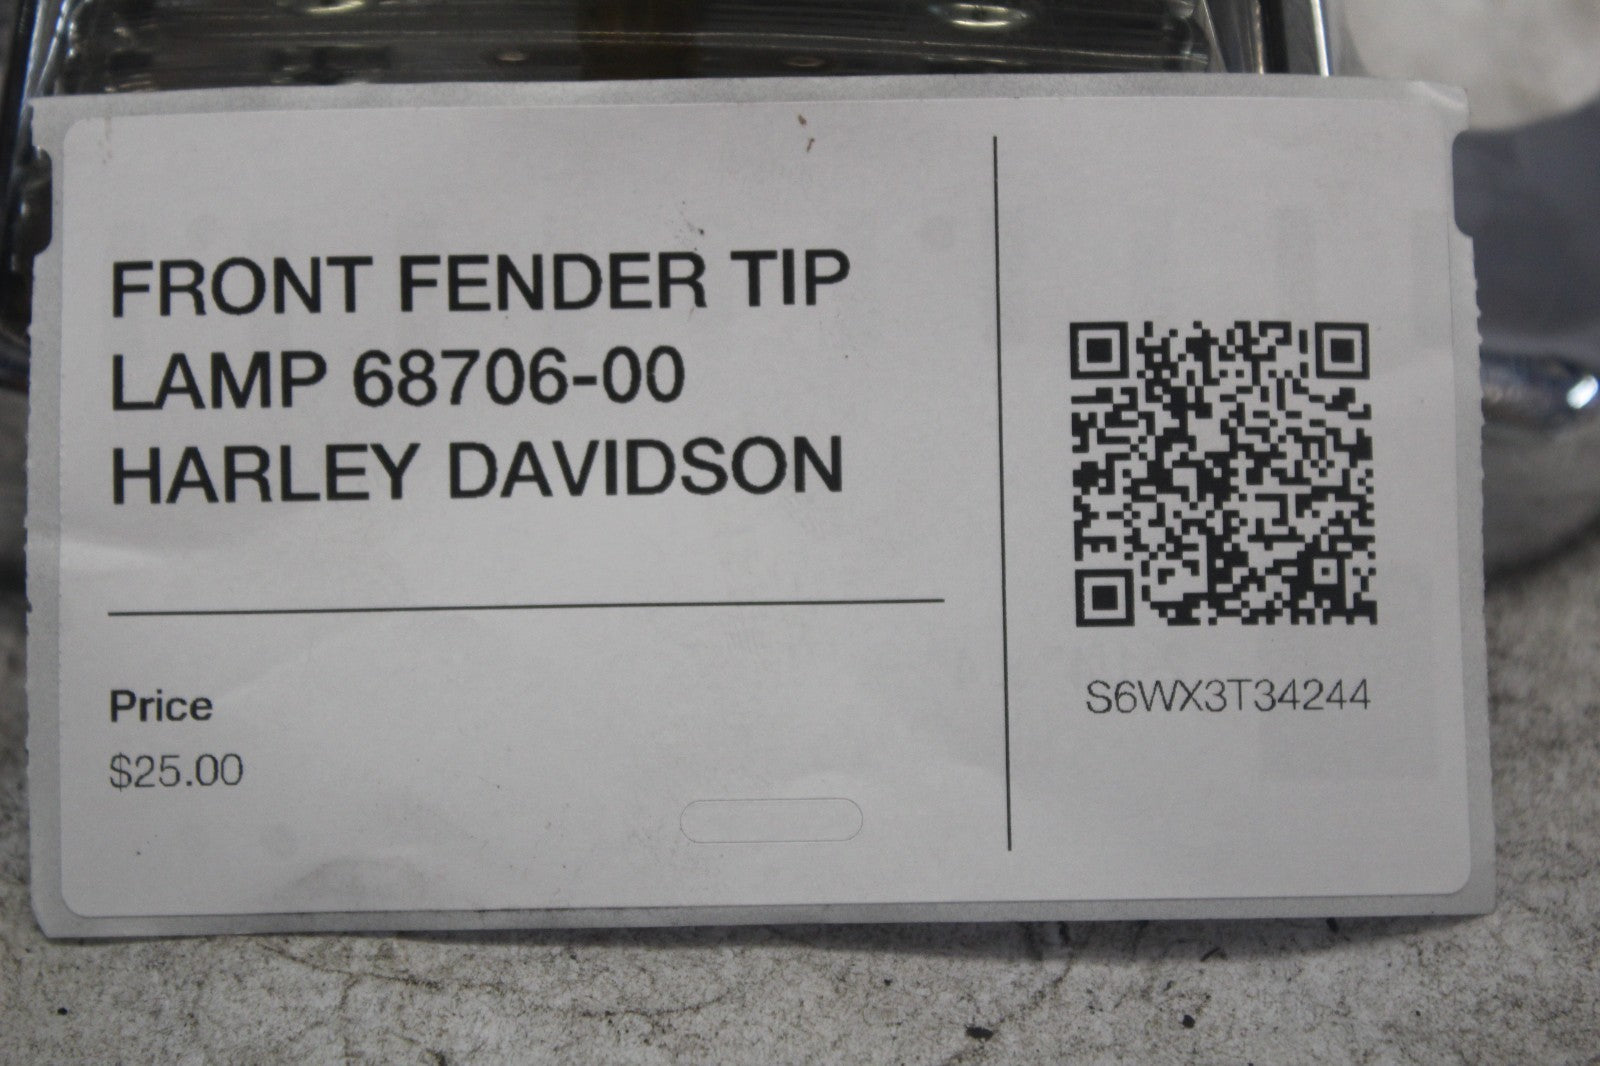 FRONT FENDER TIP
LAMP 68706-00
HARLEY DAVIDSON
Price
$25.00
S6WX3T34244